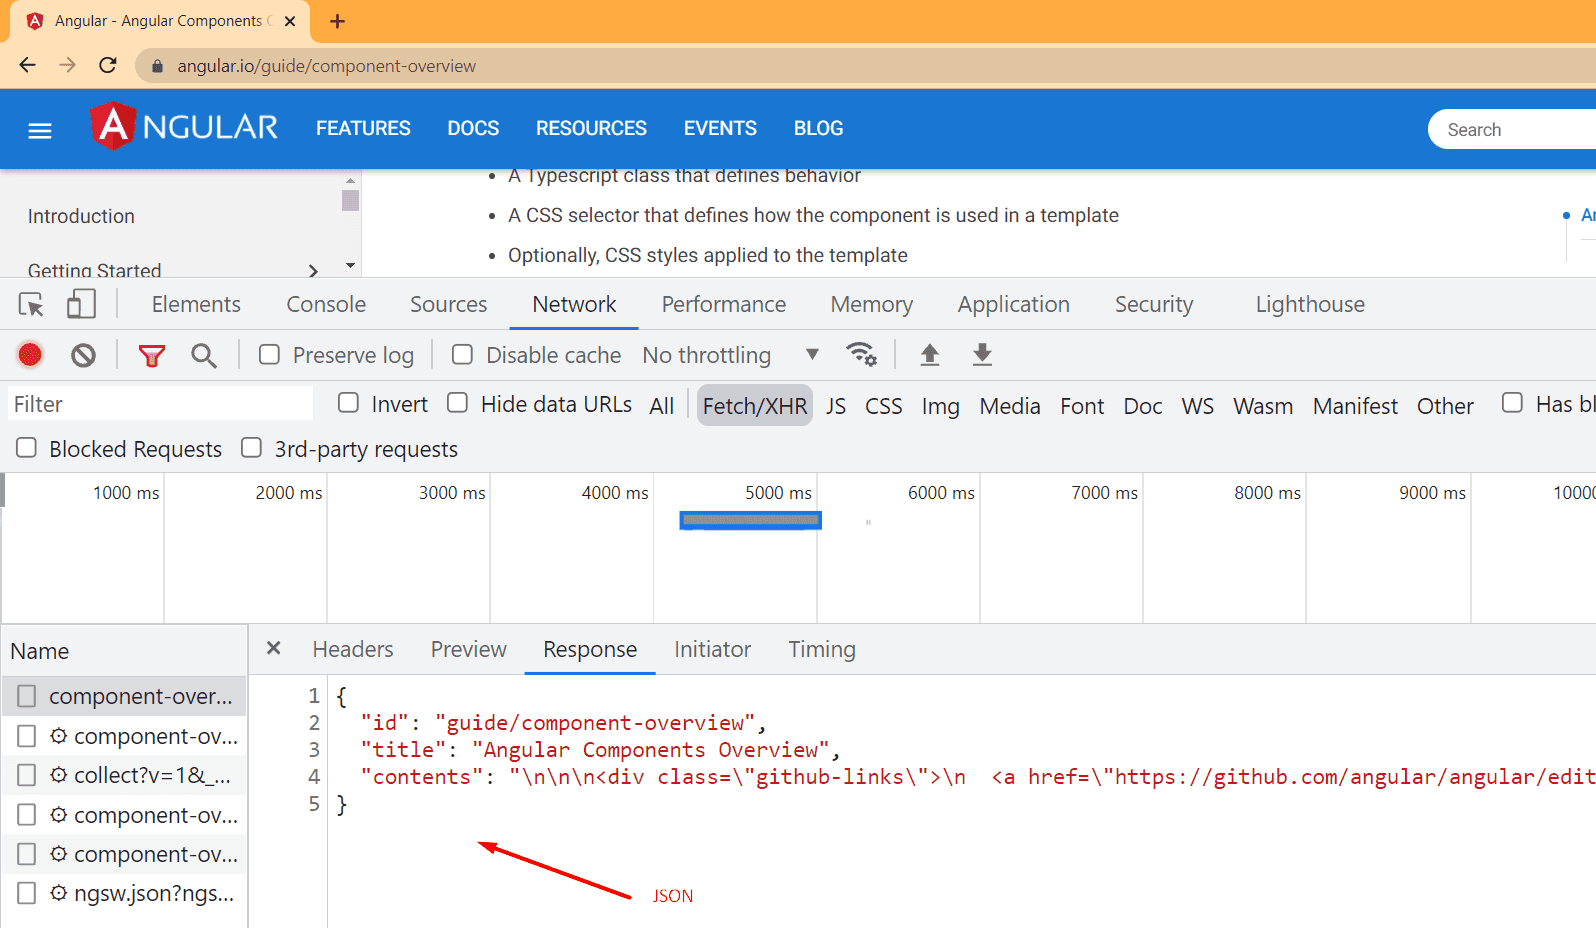 Angular - Angular Components
angular.io/guide/component-overview
ANGULAR FEATURES DOCS RESOURCES EVENTS BLOG Search
A Typescript class that defines behavior
Introduction A CSS selector that defines how the component is used in a template
Optionally, CSS styles applied to the template
Getting Started
Elements Console Sources Network Performance Memory Application Security Lighthouse
Preserve log Disable cache No throttling
Filter Invert Hide data URLs All Fetch/XHR JS CSS Img Media Font Doc WS Wasm Manifest Other Has bl
Blocked Requests 3rd-party requests
1000 ms 2000 ms 3000 ms 4000 ms 5000 ms 6000 ms 7000 ms 8000 ms 9000 ms 10000
Name Headers Preview Response Initiator Timing
component-over...
component-ov...
collect?v=1&_...
component-ov...
component-ov...
ngsw.json?ngs...
1 {
2 "id": "guide/component-overview",
3 "title": "Angular Components Overview",
4 "contents": "\n\n\n<div class=\"github-links\">\n  <a href=\"https://github.com/angular/angular/edit
5 }
JSON